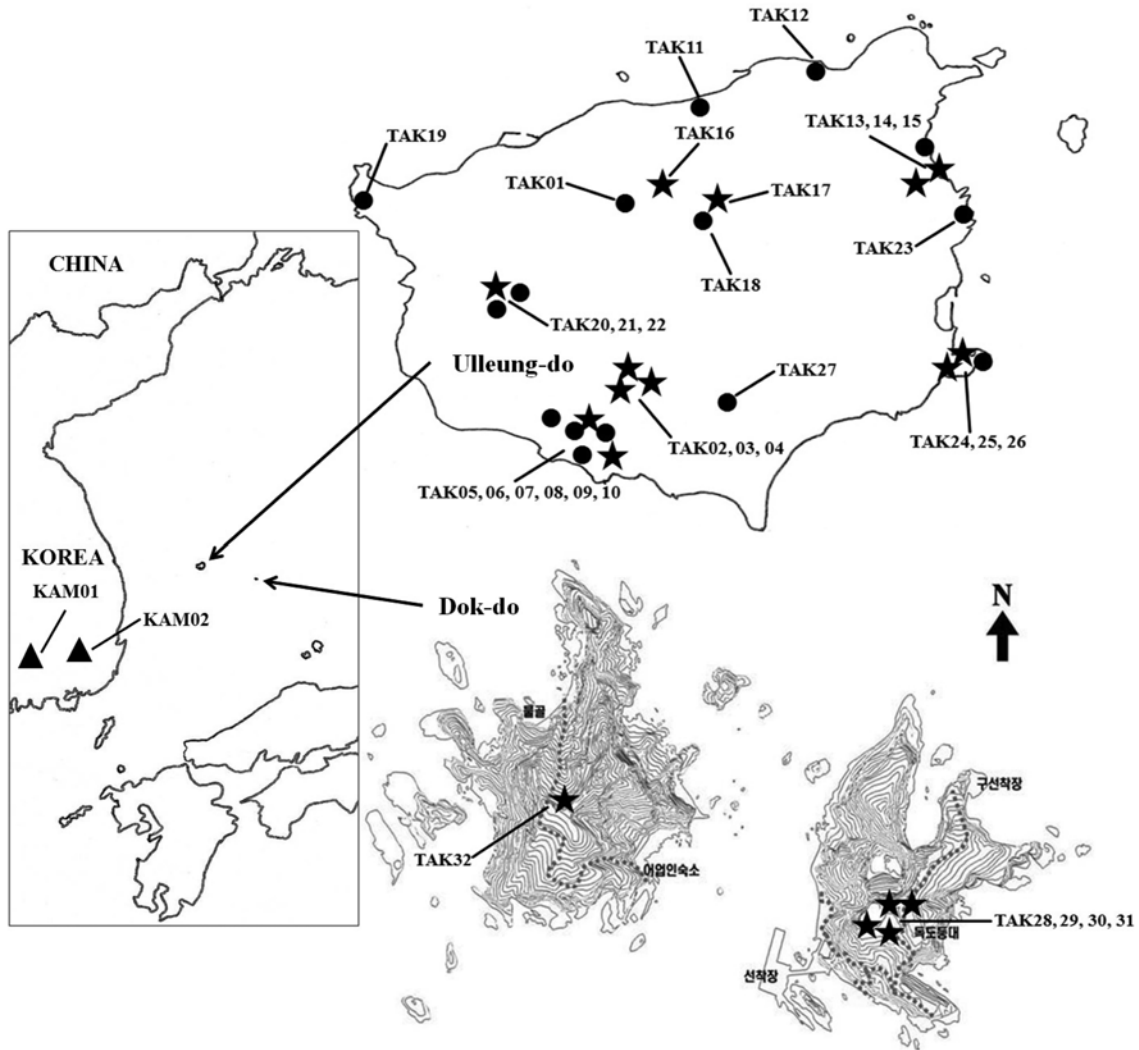 TAK12
TAK11
TAK13, 14, 15
TAK16
TAK19
TAK01
TAK17
TAK23
TAK18
CHINA
TAK20, 21, 22
Ulleung-do
TAK27
TAK24, 25, 26
TAK02, 03, 04
TAK05, 06, 07, 08, 09, 10
KOREA
KAM01
KAM02
Dok-do
N
물골
구선착장
TAK32
어업인숙소
TAK28, 29, 30, 31
독도등대
선착장